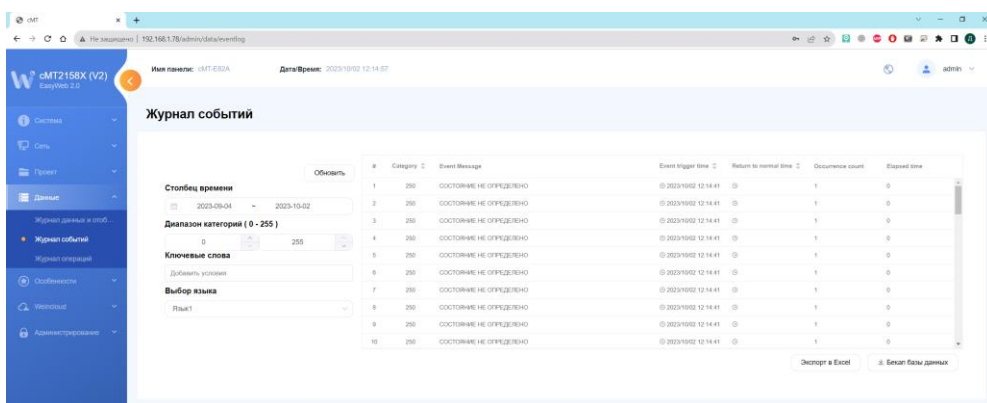 cMT
Не защищено 192.168.1.78/admin/data/eventlog
cMT2158X (V2)
EasyWeb 2.0
Имя панели: cMT-E82A Дата/Время: 2023/10/02 12:14:57 admin
Система
Сеть
Проект
Данные
Журнал данных и отоб...
Журнал событий
Журнал операций
Особенности
Weincloud
Администрирование
Журнал событий
Обновить
Столбец времени
2023-09-04 ~ 2023-10-02
Диапазон категорий ( 0 - 255 )
0 255
Ключевые слова
Добавить условия
Выбор языка
Язык1
# Category Event Message Event trigger time Return to normal time Occurrence count Elapsed time
1 250 СОСТОЯНИЕ НЕ ОПРЕДЕЛЕНО 2023/10/02 12:14:41 1 0
2 250 СОСТОЯНИЕ НЕ ОПРЕДЕЛЕНО 2023/10/02 12:14:41 1 0
3 250 СОСТОЯНИЕ НЕ ОПРЕДЕЛЕНО 2023/10/02 12:14:41 1 0
4 250 СОСТОЯНИЕ НЕ ОПРЕДЕЛЕНО 2023/10/02 12:14:41 1 0
5 250 СОСТОЯНИЕ НЕ ОПРЕДЕЛЕНО 2023/10/02 12:14:41 1 0
6 250 СОСТОЯНИЕ НЕ ОПРЕДЕЛЕНО 2023/10/02 12:14:41 1 0
7 250 СОСТОЯНИЕ НЕ ОПРЕДЕЛЕНО 2023/10/02 12:14:41 1 0
8 250 СОСТОЯНИЕ НЕ ОПРЕДЕЛЕНО 2023/10/02 12:14:41 1 0
9 250 СОСТОЯНИЕ НЕ ОПРЕДЕЛЕНО 2023/10/02 12:14:41 1 0
10 250 СОСТОЯНИЕ НЕ ОПРЕДЕЛЕНО 2023/10/02 12:14:41 1 0
Экспорт в Excel Бекап базы данных